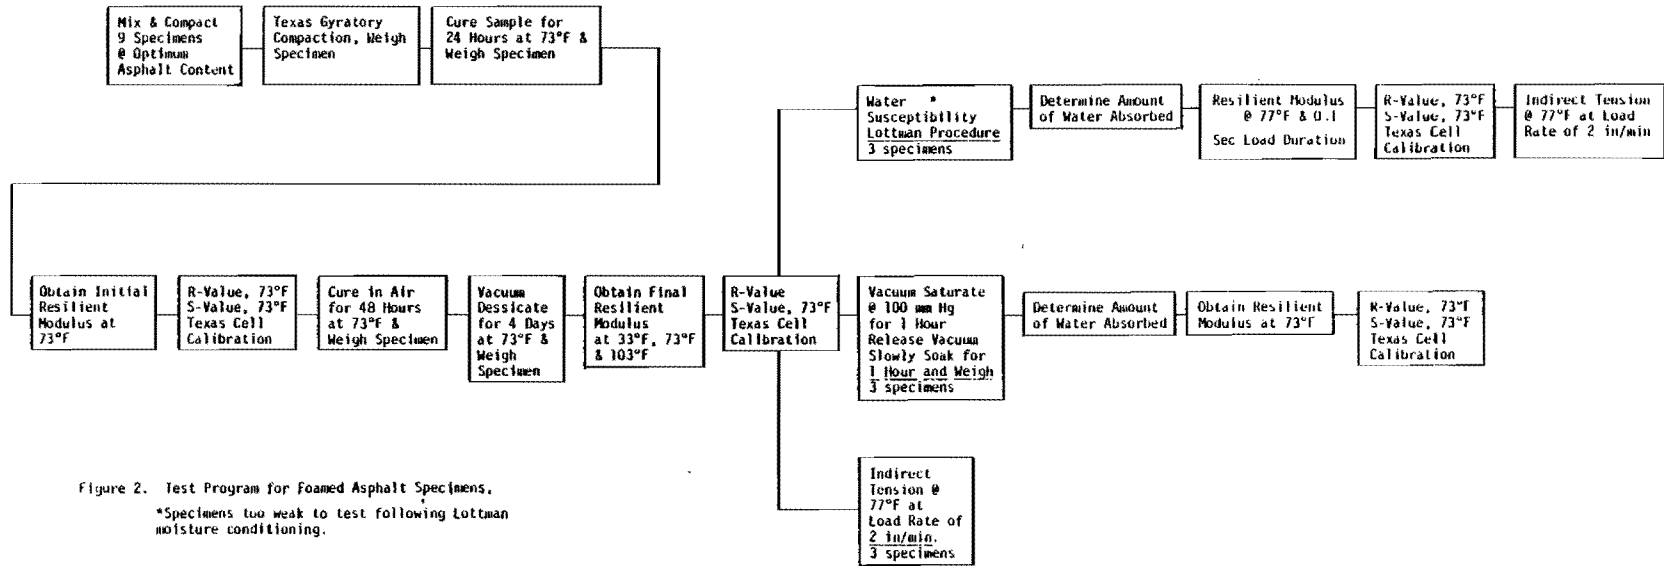 Mix & Compact
9 Specimens
@ Optimum
Asphalt Content
Texas Gyratory
Compaction, Weigh
Specimen
Cure Sample for
24 Hours at 73°F &
Weigh Specimen
Water *
Susceptibility
Lottman Procedure
3 specimens
Determine Amount
of Water Absorbed
Resilient Modulus
@ 77°F & 0.1
Sec Load Duration
R-Value, 73°F
S-Value, 73°F
Texas Cell
Calibration
Indirect Tension
@ 77°F at Load
Rate of 2 in/min
Obtain Initial
Resilient
Modulus at
73°F
R-Value, 73°F
S-Value, 73°F
Texas Cell
Calibration
Cure in Air
for 48 Hours
at 73°F &
Weigh Specimen
Vacuum
Dessicate
for 4 Days
at 73°F &
Weigh
Specimen
Obtain Final
Resilient
Modulus
at 33°F, 73°F
& 103°F
R-Value
S-Value, 73°F
Texas Cell
Calibration
Vacuum Saturate
@ 100 mm Hg
for 1 Hour
Release Vacuum
Slowly Soak for
1 Hour and Weigh
3 specimens
Determine Amount
of Water Absorbed
Obtain Resilient
Modulus at 73°F
R-Value, 73°F
S-Value, 73°F
Texas Cell
Calibration
Indirect
Tension @
77°F at
Load Rate of
2 in/min.
3 specimens
Figure 2. Test Program for Foamed Asphalt Specimens.
*Specimens too weak to test following Lottman
moisture conditioning.